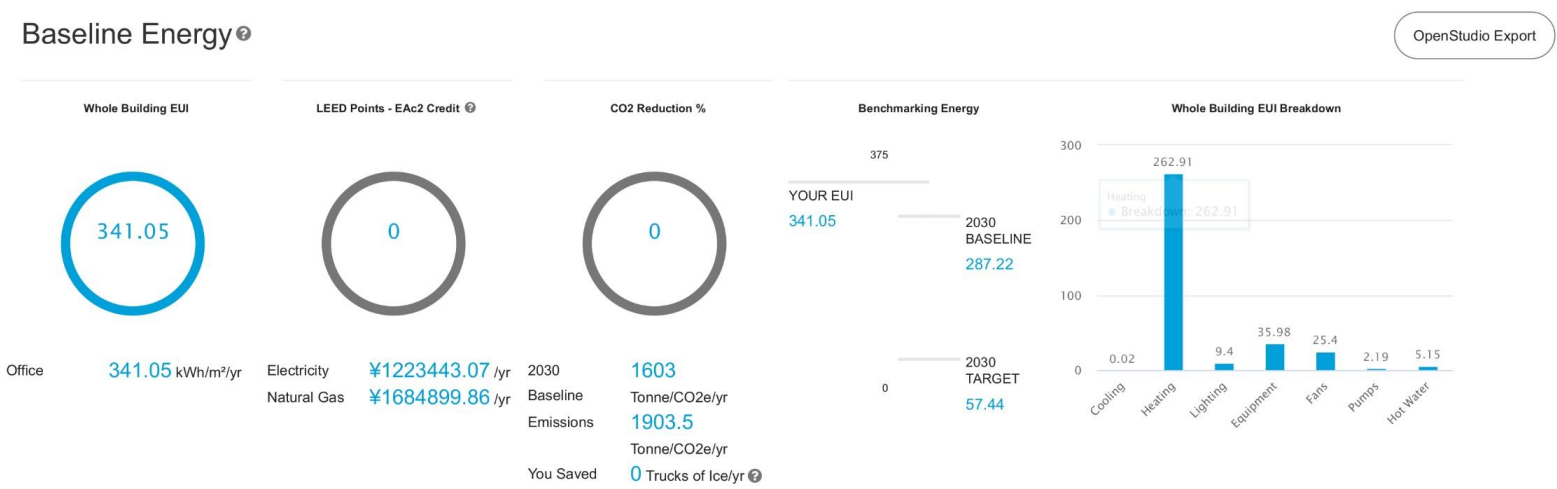 Baseline Energy
OpenStudio Export
Whole Building EUI
341.05
Office 341.05 kWh/m²/yr
LEED Points - EAc2 Credit
0
Electricity ¥1223443.07 /yr
Natural Gas ¥1684899.86 /yr
CO2 Reduction %
0
2030 1603
Baseline Tonne/CO2e/yr
Emissions 1903.5
Tonne/CO2e/yr
You Saved 0 Trucks of Ice/yr
Benchmarking Energy
375
YOUR EUI
341.05
2030
BASELINE
287.22
2030
TARGET
57.44
0
Whole Building EUI Breakdown
300
200
100
0
262.91
Heating
Breakdown: 262.91
0.02
9.4
35.98
25.4
2.19
5.15
Cooling
Heating
Lighting
Equipment
Fans
Pumps
Hot Water